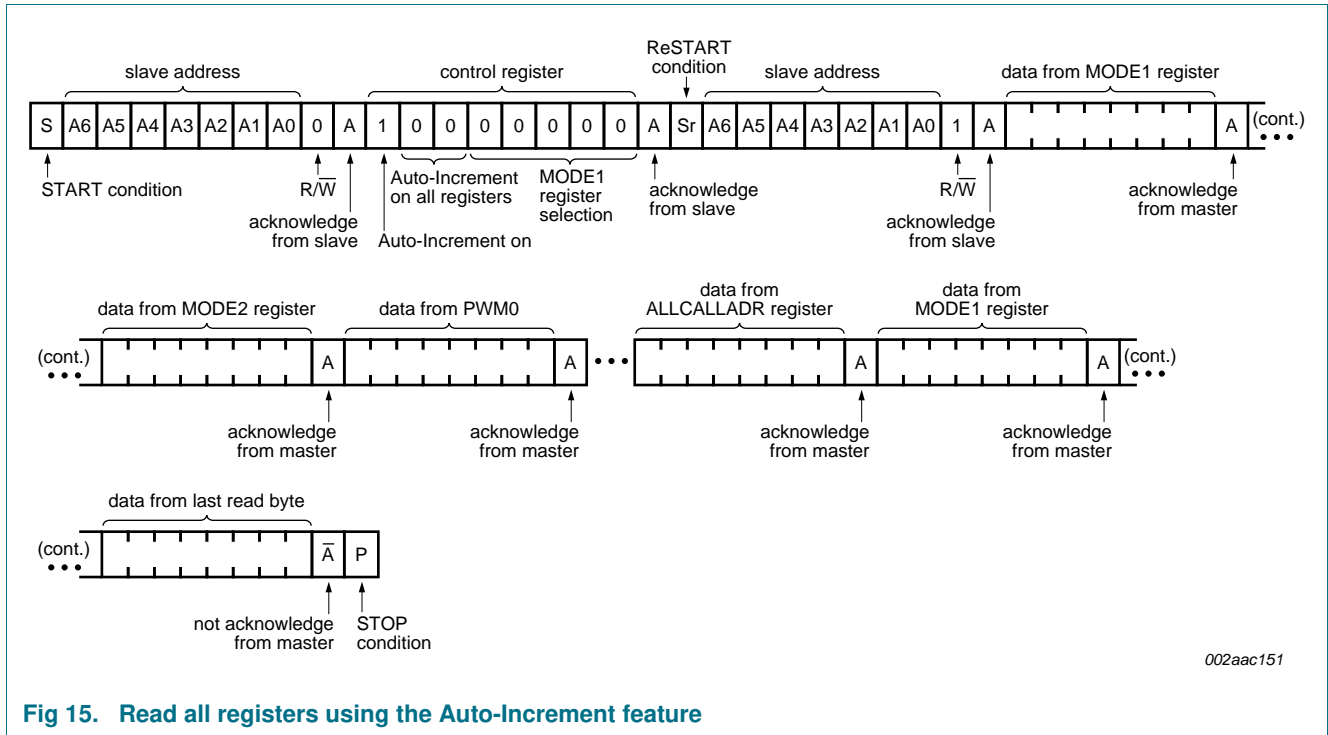 ReSTART
condition
slave address control register slave address data from MODE1 register
S A6 A5 A4 A3 A2 A1 A0 0 A 1 0 0 0 0 0 0 0 A Sr A6 A5 A4 A3 A2 A1 A0 1 A A (cont.)
START condition
R/W̅
acknowledge
from slave
Auto-Increment on
Auto-Increment
on all registers
MODE1
register
selection
acknowledge
from slave
R/W̅
acknowledge
from slave
acknowledge
from master
data from MODE2 register data from PWM0
data from
ALLCALLADR register
data from
MODE1 register
(cont.) A A A A (cont.)
acknowledge
from master
acknowledge
from master
acknowledge
from master
acknowledge
from master
data from last read byte
(cont.) A̅ P
not acknowledge
from master
STOP
condition
002aac151
Fig 15. Read all registers using the Auto-Increment feature